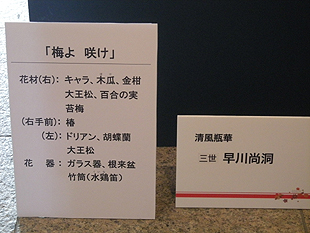 「梅よ 咲け」
花材(右): キャラ、木瓜、金柑
大王松、百合の実
苔梅
(右手前): 椿
(左): ドリアン、胡蝶蘭
大王松
花 器 : ガラス器、根来盆
竹筒(水鶏笛)
清風瓶華
三世 早川尚洞